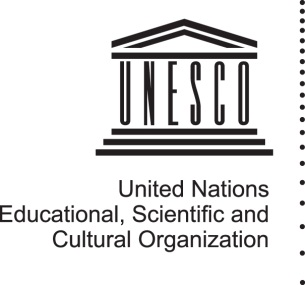 UNESCO
United Nations
Educational, Scientific and
Cultural Organization